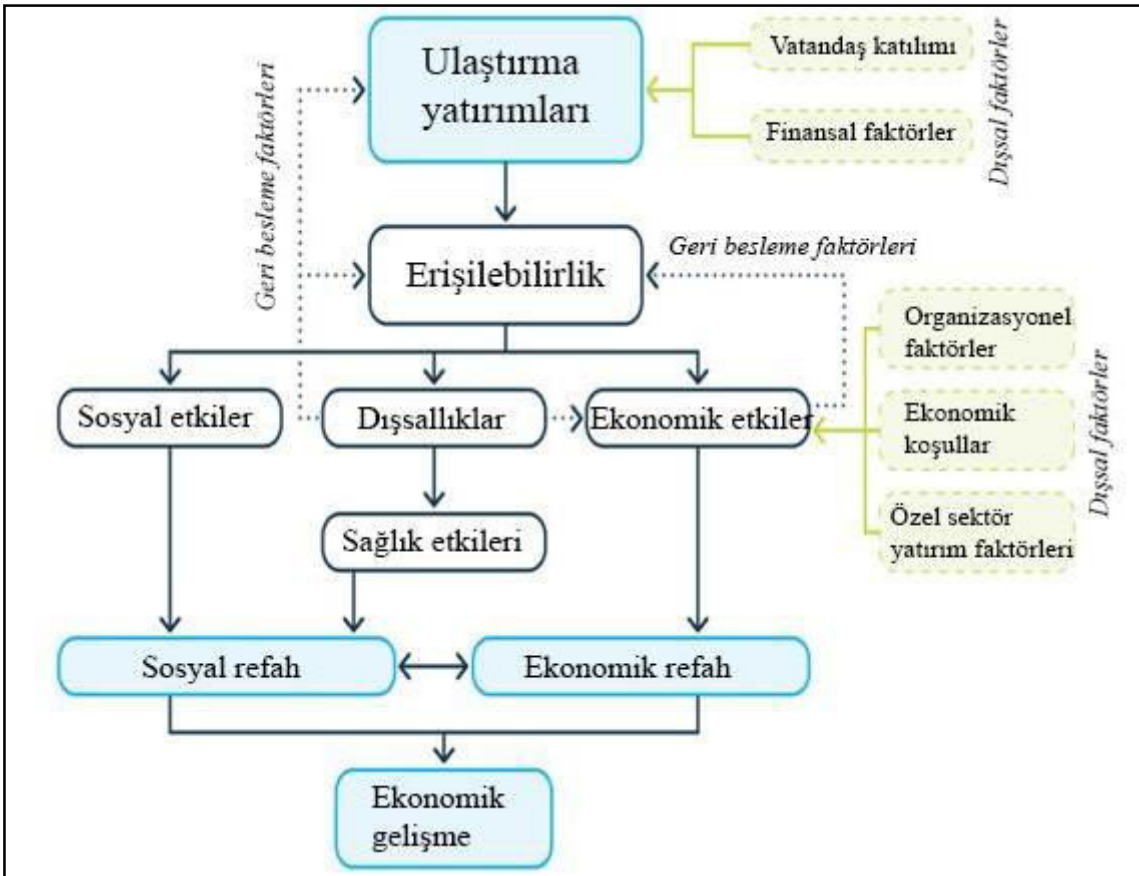 Ulaştırma
yatırımları
Vatandaş katılımı
Finansal faktörler
Dışsal faktörler
Geri besleme faktörleri
Erişilebilirlik
Geri besleme faktörleri
Organizasyonel
faktörler
Ekonomik
koşullar
Özel sektör
yatırım faktörleri
Dışsal faktörler
Sosyal etkiler
Dışsallıklar
Ekonomik etkiler
Sağlık etkileri
Sosyal refah
Ekonomik refah
Ekonomik
gelişme